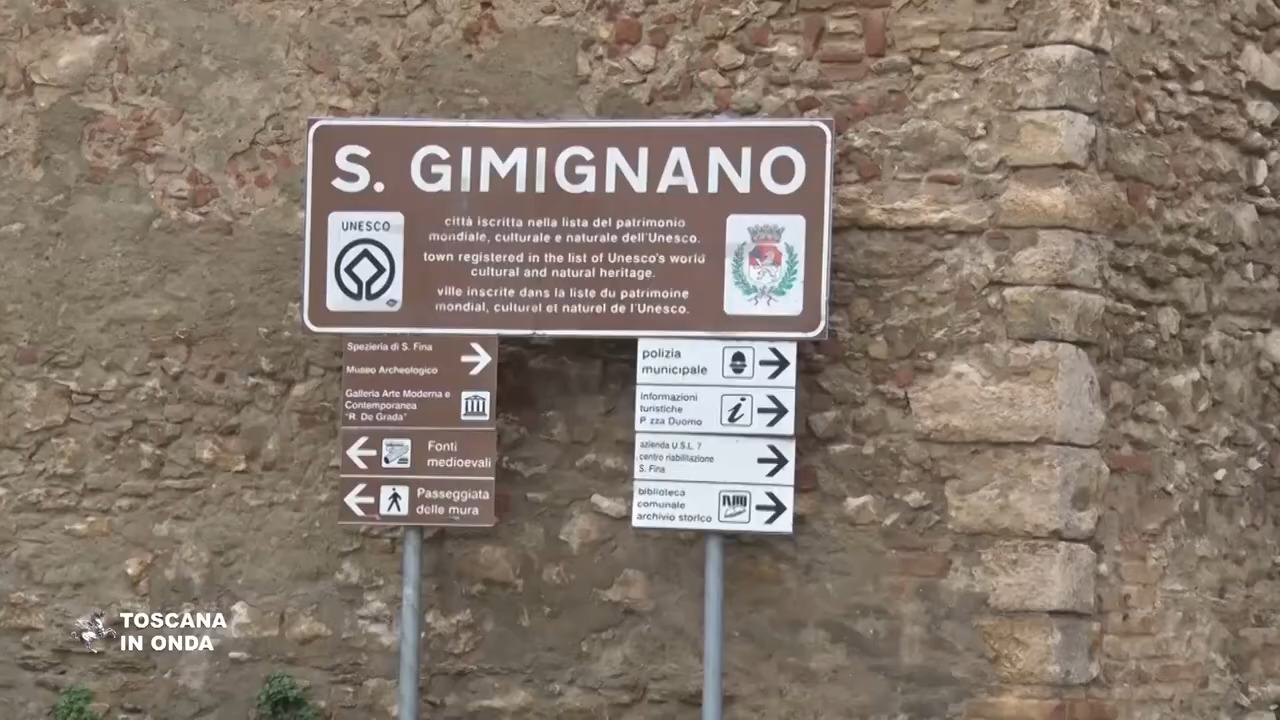 S. GIMIGNANO
UNESCO
città iscritta nella lista del patrimonio
mondiale, culturale e naturale dell'Unesco.
town registered in the list of Unesco's world
cultural and natural heritage.
ville inscrite dans la liste du patrimoine
mondial, culturel et naturel de l'Unesco.
Spezieria di S. Fina
Museo Archeologico
Galleria Arte Moderna e
Contemporanea
"R. De Grada"
Fonti
medioevali
Passeggiata
delle mura
polizia
municipale
informazioni
turistiche
P.zza Duomo
azienda U.S.L. 7
centro riabilitazione
S. Fina
biblioteca
comunale
archivio storico
TOSCANA
IN ONDA